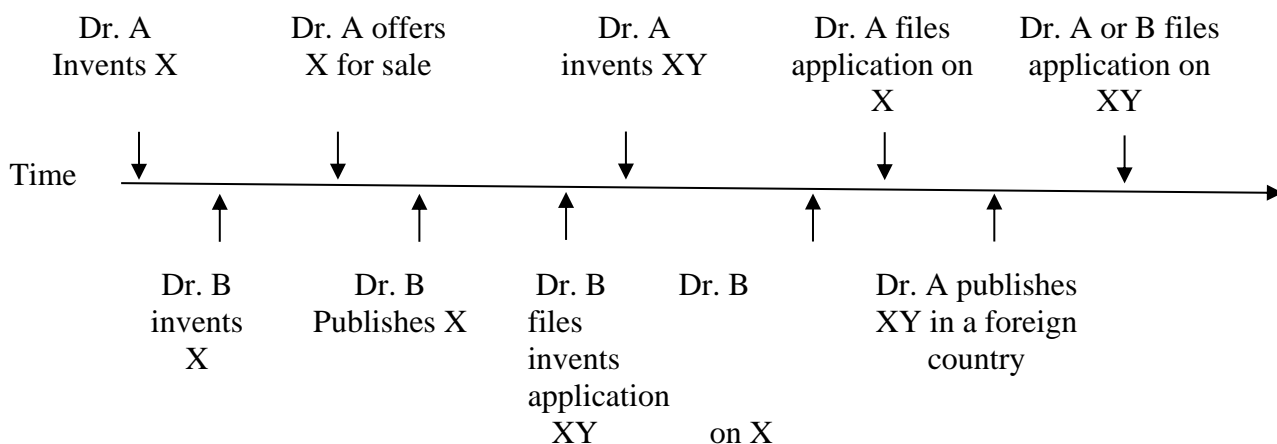 Dr. A Dr. A offers Dr. A Dr. A files Dr. A or B files
Invents X X for sale invents XY application on application on
X XY
Time
Dr. B Dr. B Dr. B Dr. B Dr. A publishes
invents Publishes X files XY in a foreign
X invents country
application
XY on X